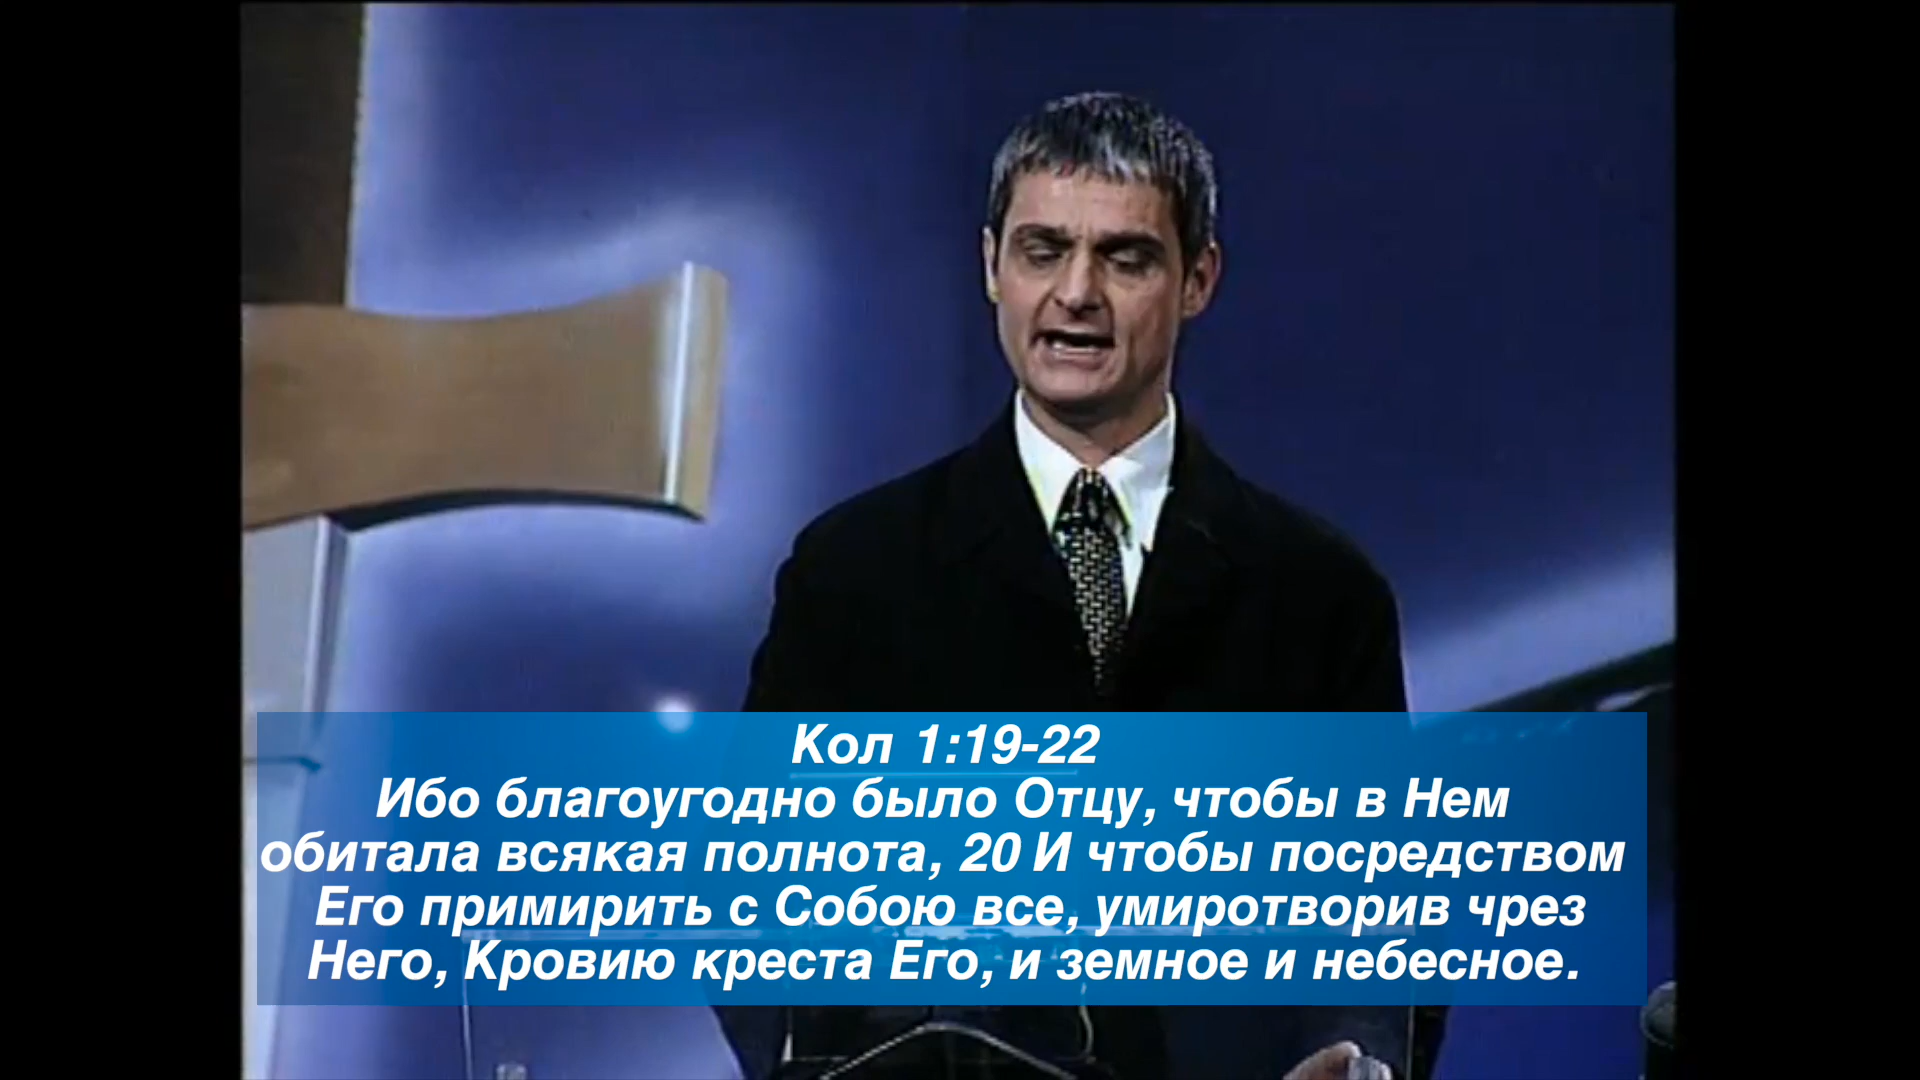 Кол 1:19-22
Ибо благоугодно было Отцу, чтобы в Нем
обитала всякая полнота, 20 И чтобы посредством
Его примирить с Собою все, умиротворив чрез
Него, Кровию креста Его, и земное и небесное.